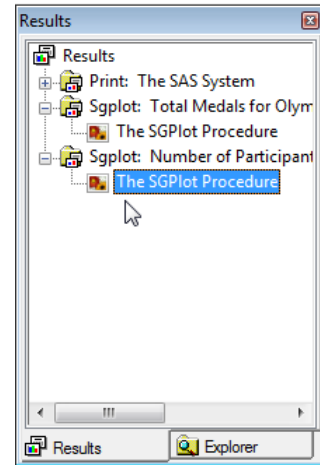 Results
Results
Print: The SAS System
Sgplot: Total Medals for Olym
The SGPlot Procedure
Sgplot: Number of Participant
The SGPlot Procedure
Results Explorer